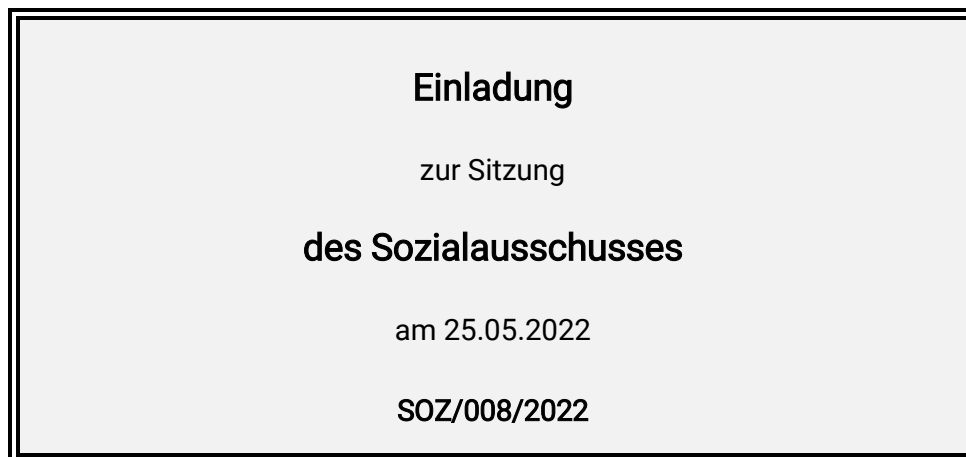 Einladung
zur Sitzung
des Sozialausschusses
am 25.05.2022
SOZ/008/2022